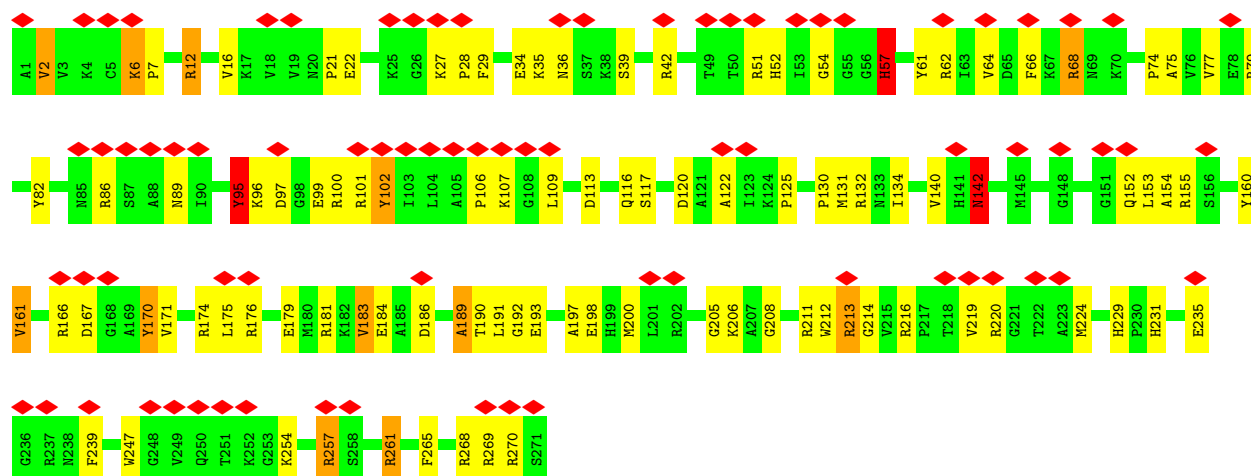 A1 V2 V3 K4 C5 K6 P7 R12 V16 K17 V18 V19 N20 P21 E22 K25 G26 K27 P28 F29 E34 K35 N36 S37 K38 S39 R42 T49 T50 R51 H52 I53 G54 G55 G56 H57 Y61 R62 I63 V64 D65 F66 K67 R68 N69 K70 P74 A75 V76 V77 E78
Y82 N85 R86 S87 A88 N89 I90 Y95 K96 D97 G98 E99 R100 R101 Y102 I103 L104 A105 P106 K107 G108 L109 D113 Q116 S117 D120 A121 A122 I123 K124 P125 P130 M131 R132 N133 I134 V140 H141 N142 M145 G148 G151 Q152 L153 A154 R155 S156 Y160
V161 R166 D167 G168 A169 Y170 V171 R174 L175 R176 E179 M180 R181 K182 V183 E184 A185 D186 A189 T190 L191 G192 E193 A197 E198 H199 M200 L201 R202 G205 K206 A207 G208 R211 W212 R213 G214 V215 R216 P217 T218 V219 R220 G221 T222 A223 M224 H229 P230 H231 E235
G236 R237 N238 F239 W247 G248 V249 Q250 T251 K252 G253 K254 R257 S258 R261 F265 R268 R269 R270 S271